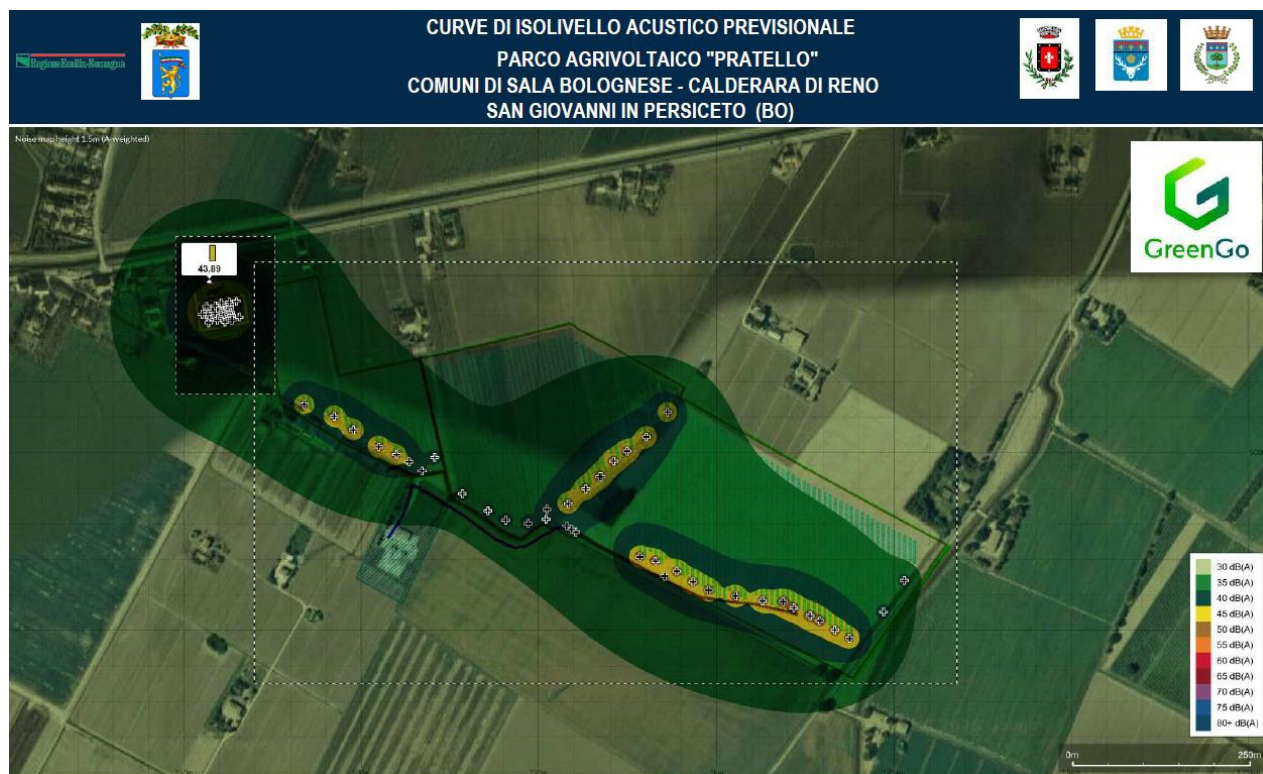 CURVE DI ISOLIVELLO ACUSTICO PREVISIONALE
PARCO AGRIVOLTAICO "PRATELLO"
COMUNI DI SALA BOLOGNESE - CALDERARA DI RENO
SAN GIOVANNI IN PERSICETO (BO)
RegioneEmilia-Romagna
Noise map height 1.5m (A-weighted)
GreenGo
43,89
30 dB(A)
35 dB(A)
40 dB(A)
45 dB(A)
50 dB(A)
55 dB(A)
60 dB(A)
65 dB(A)
70 dB(A)
75 dB(A)
80+ dB(A)
0m
250m